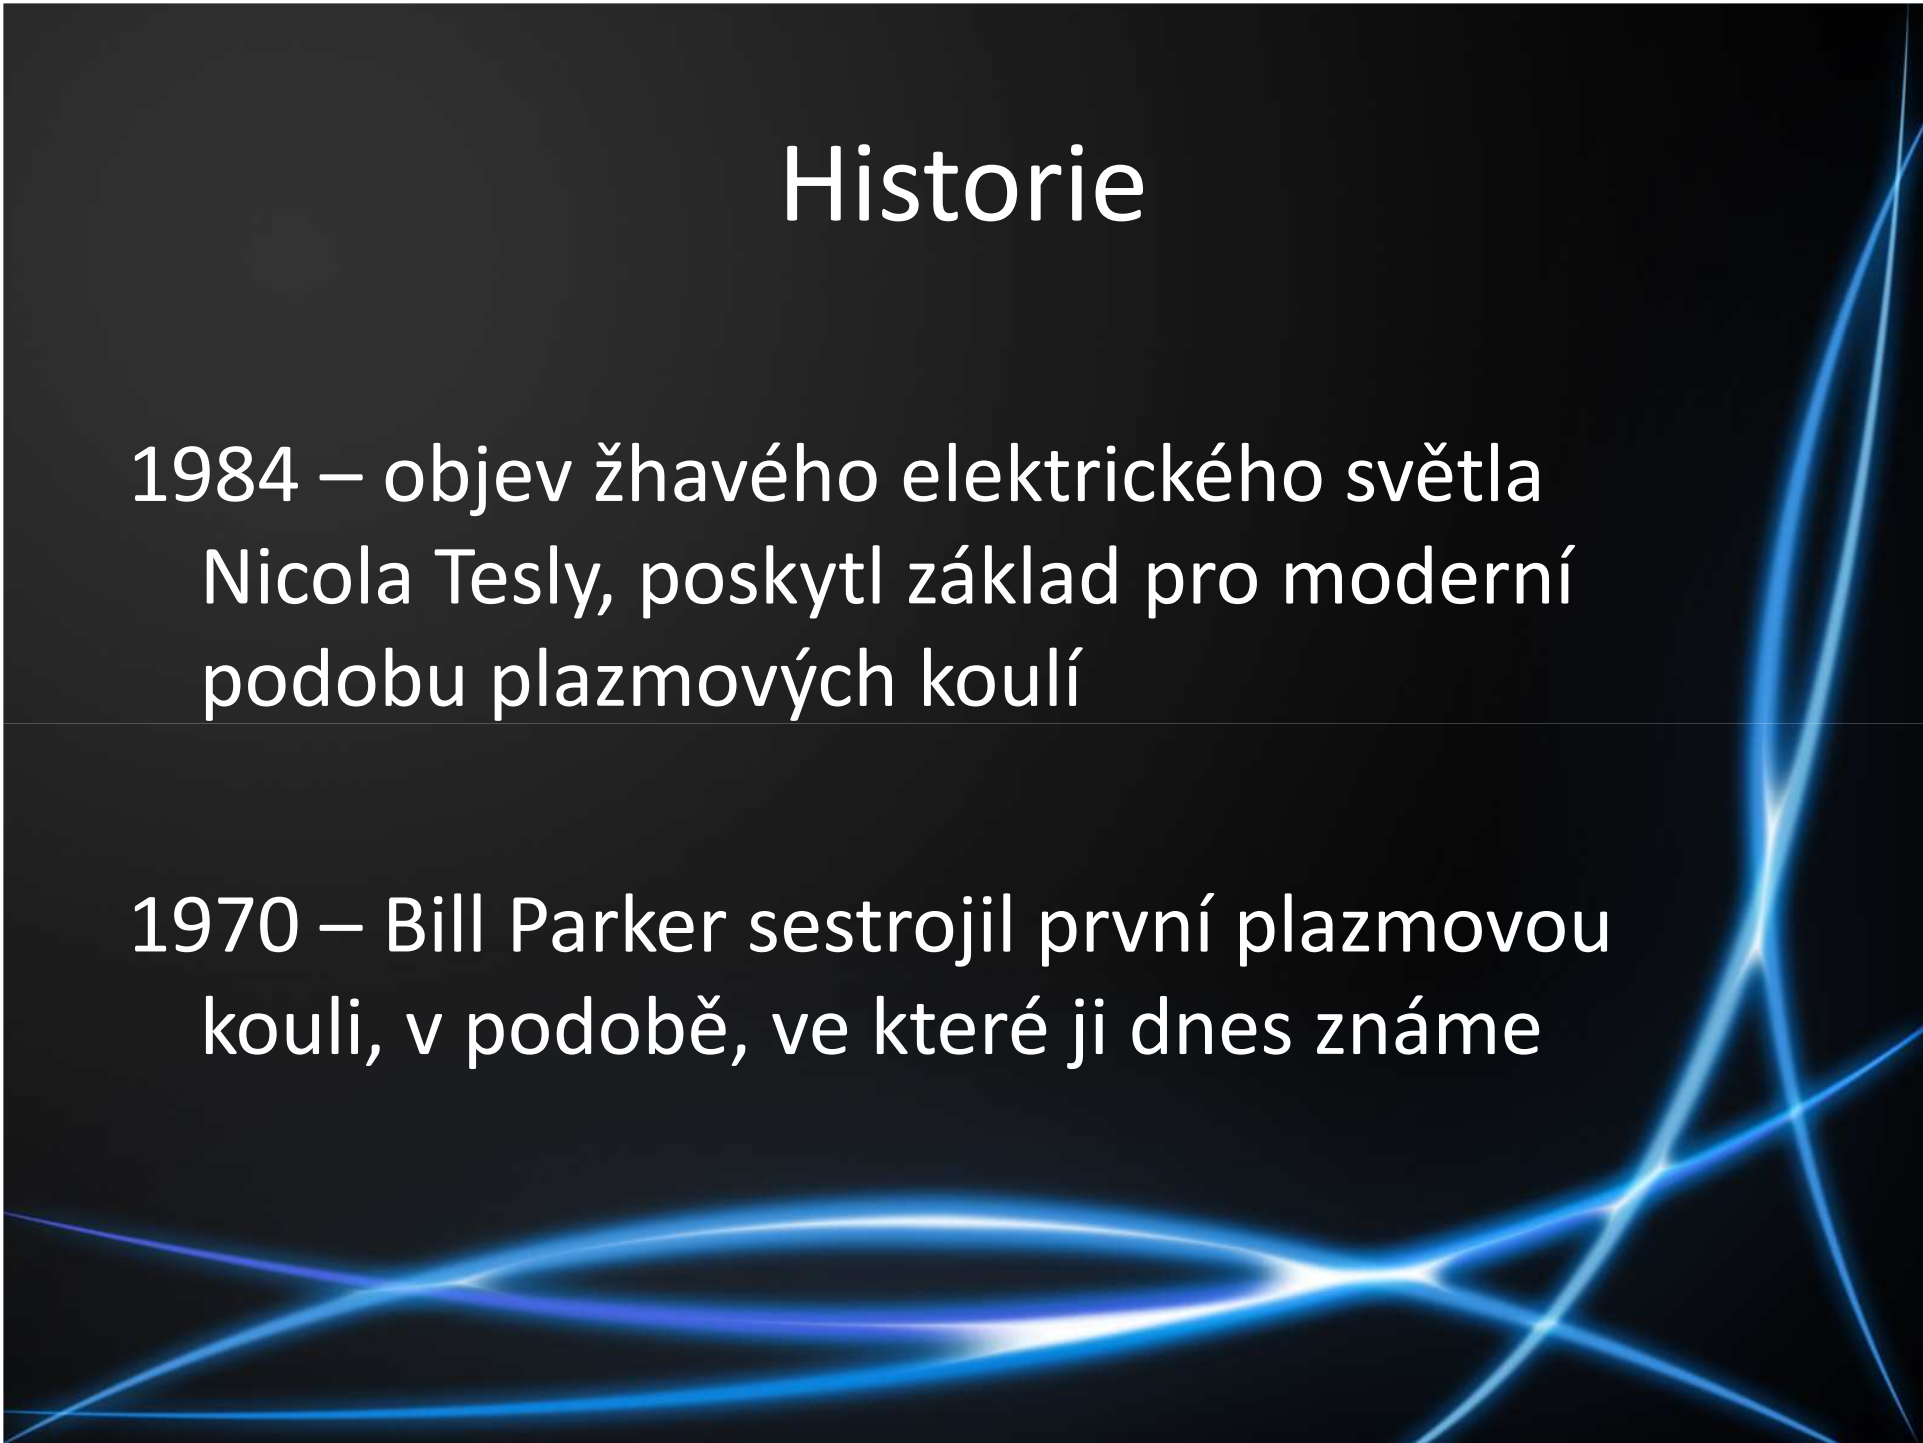 Historie
1984 – objev žhavého elektrického světla
Nicola Tesly, poskytl základ pro moderní
podobu plazmových koulí
1970 – Bill Parker sestrojil první plazmovou
kouli, v podobě, ve které ji dnes známe